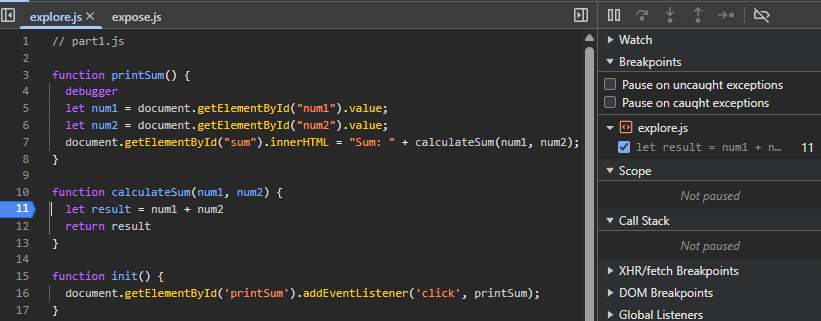 explore.js × expose.js
1 // part1.js
2
3 function printSum() {
4 debugger
5 let num1 = document.getElementById("num1").value;
6 let num2 = document.getElementById("num2").value;
7 document.getElementById("sum").innerHTML = "Sum: " + calculateSum(num1, num2);
8 }
9
10 function calculateSum(num1, num2) {
11 let result = num1 + num2
12 return result
13 }
14
15 function init() {
16 document.getElementById('printSum').addEventListener('click', printSum);
17 }
Watch
Breakpoints
Pause on uncaught exceptions
Pause on caught exceptions
explore.js
let result = num1 + n… 11
Scope
Not paused
Call Stack
Not paused
XHR/fetch Breakpoints
DOM Breakpoints
Global Listeners